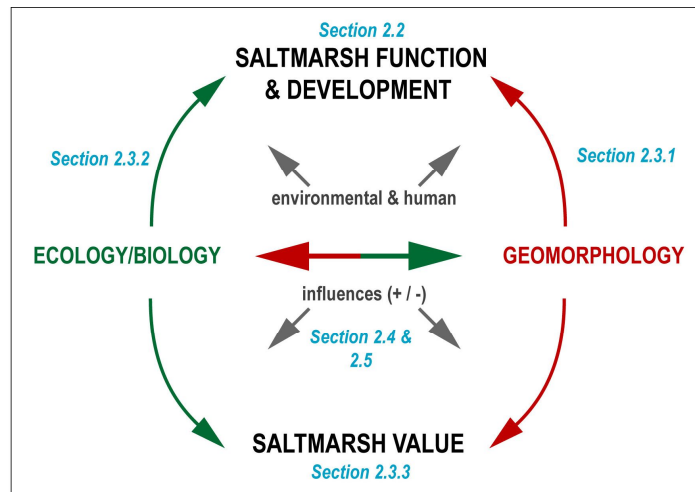 Section 2.2
SALTMARSH FUNCTION
& DEVELOPMENT
Section 2.3.2
Section 2.3.1
environmental & human
ECOLOGY/BIOLOGY
GEOMORPHOLOGY
influences (+ / -)
Section 2.4 &
2.5
SALTMARSH VALUE
Section 2.3.3